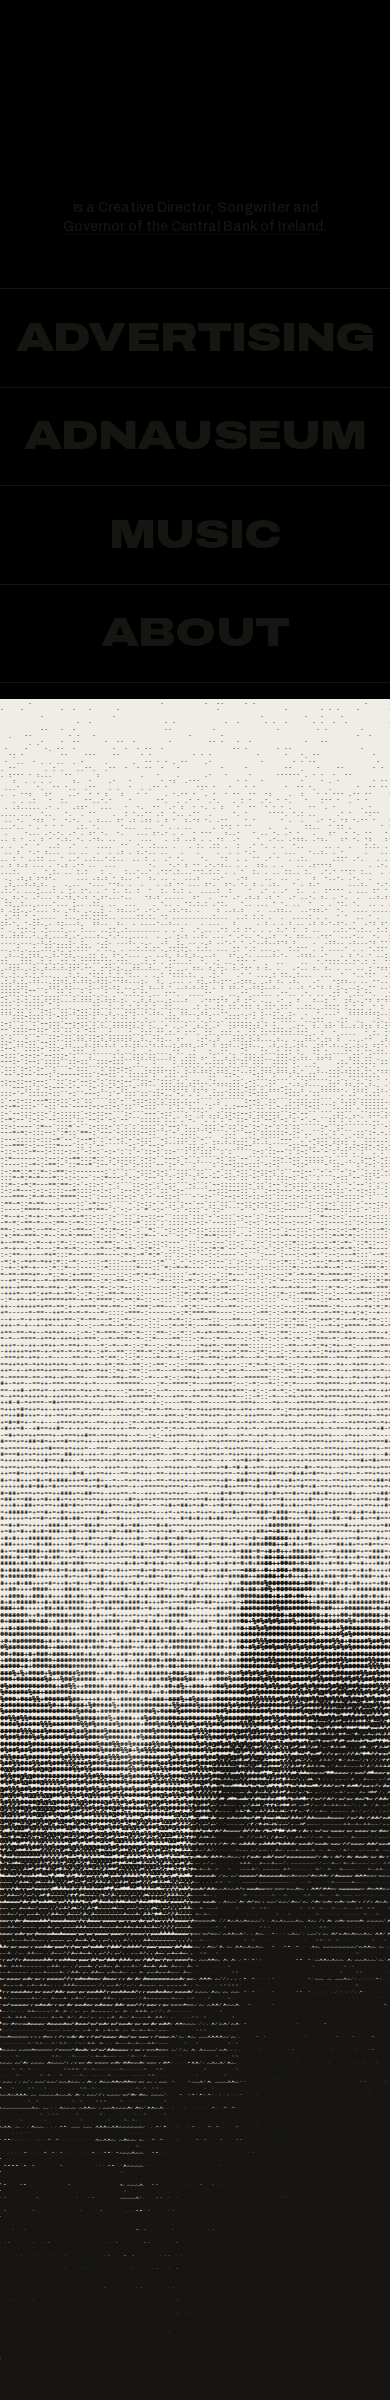 is a Creative Director, Songwriter and
Governor of the Central Bank of Ireland.
ADVERTISING
ADNAUSEUM
MUSIC
ABOUT